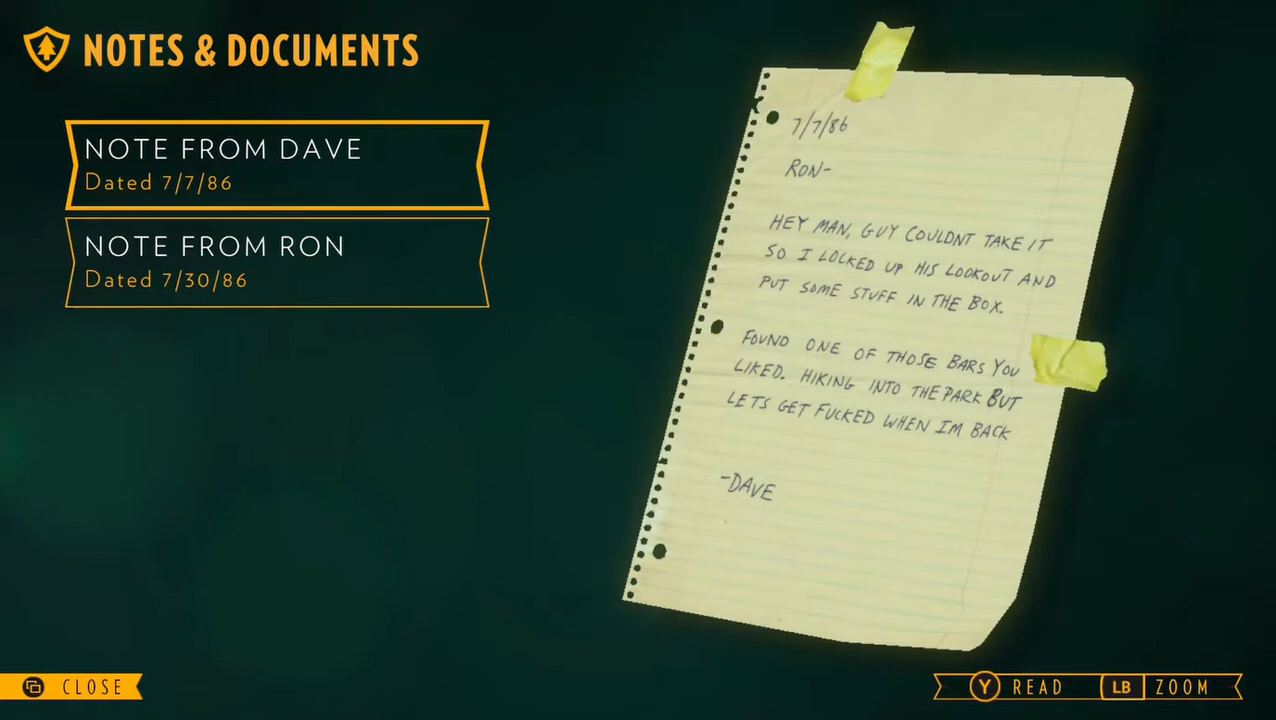 NOTES & DOCUMENTS
NOTE FROM DAVE
Dated 7/7/86
NOTE FROM RON
Dated 7/30/86
7/7/86
RON-
HEY MAN, GUY COULDNT TAKE IT
SO I LOCKED UP HIS LOOKOUT AND
PUT SOME STUFF IN THE BOX.
FOUND ONE OF THOSE BARS YOU
LIKED. HIKING INTO THE PARK BUT
LETS GET FUCKED WHEN IM BACK
-DAVE
CLOSE
Y READ LB ZOOM